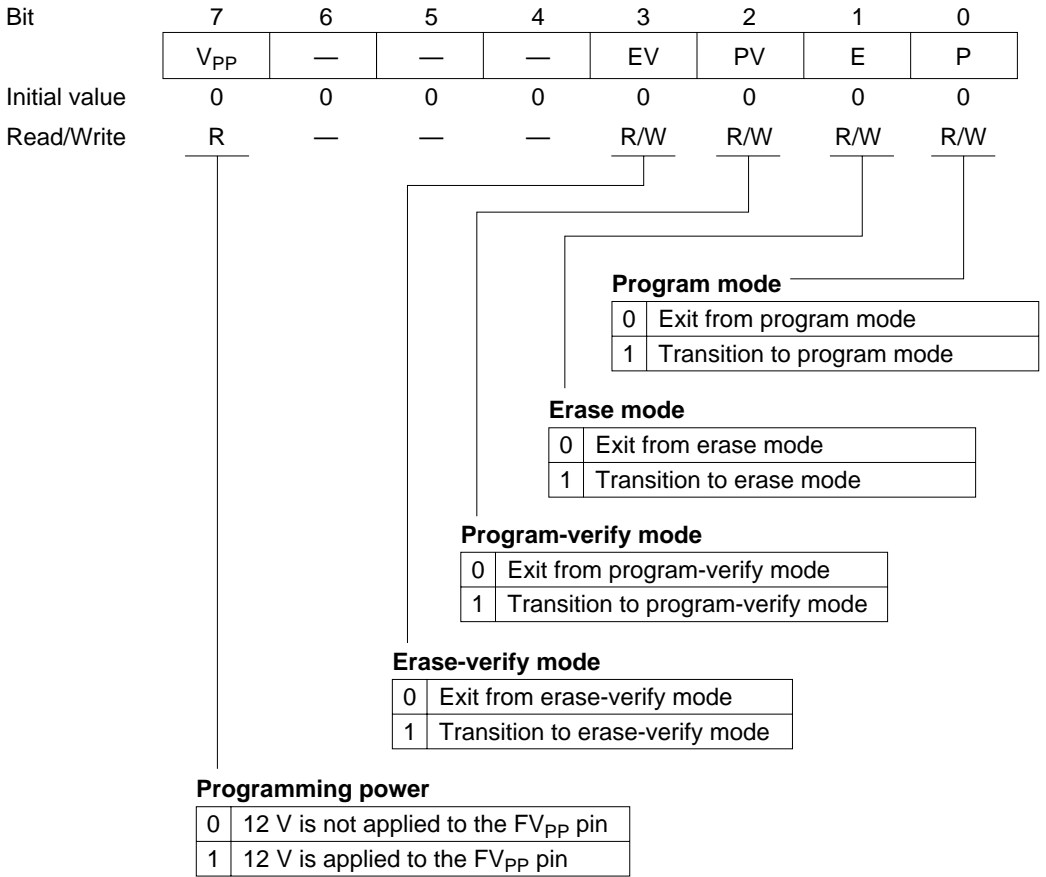 Bit 7 6 5 4 3 2 1 0
VPP — — — EV PV E P
Initial value 0 0 0 0 0 0 0 0
Read/Write R — — — R/W R/W R/W R/W
Program mode
0 Exit from program mode
1 Transition to program mode
Erase mode
0 Exit from erase mode
1 Transition to erase mode
Program-verify mode
0 Exit from program-verify mode
1 Transition to program-verify mode
Erase-verify mode
0 Exit from erase-verify mode
1 Transition to erase-verify mode
Programming power
0 12 V is not applied to the FVPP pin
1 12 V is applied to the FVPP pin